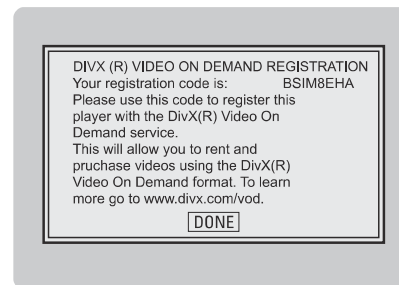 DIVX (R) VIDEO ON DEMAND REGISTRATION
Your registration code is: BSIM8EHA
Please use this code to register this
player with the DivX(R) Video On
Demand service.
This will allow you to rent and
pruchase videos using the DivX(R)
Video On Demand format. To learn
more go to www.divx.com/vod.
DONE